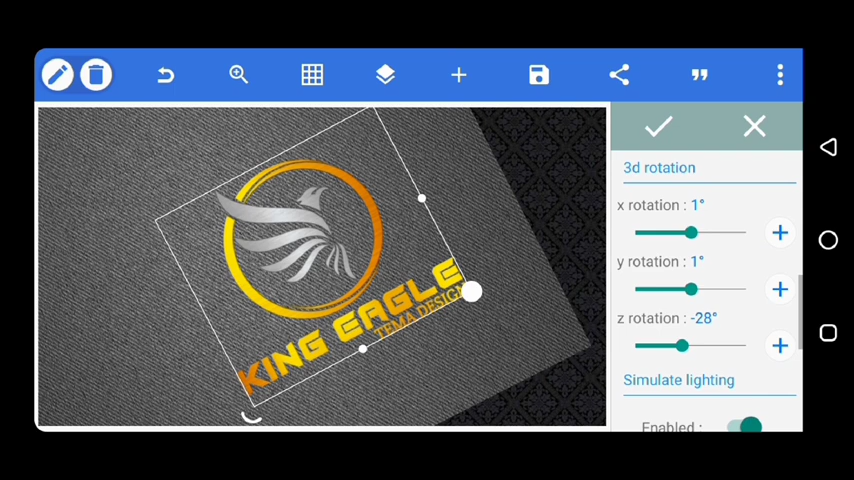 3d rotation
x rotation : 1°
y rotation : 1°
z rotation : -28°
Simulate lighting
Enabled :
KING EAGLE
TEMA DESIGN